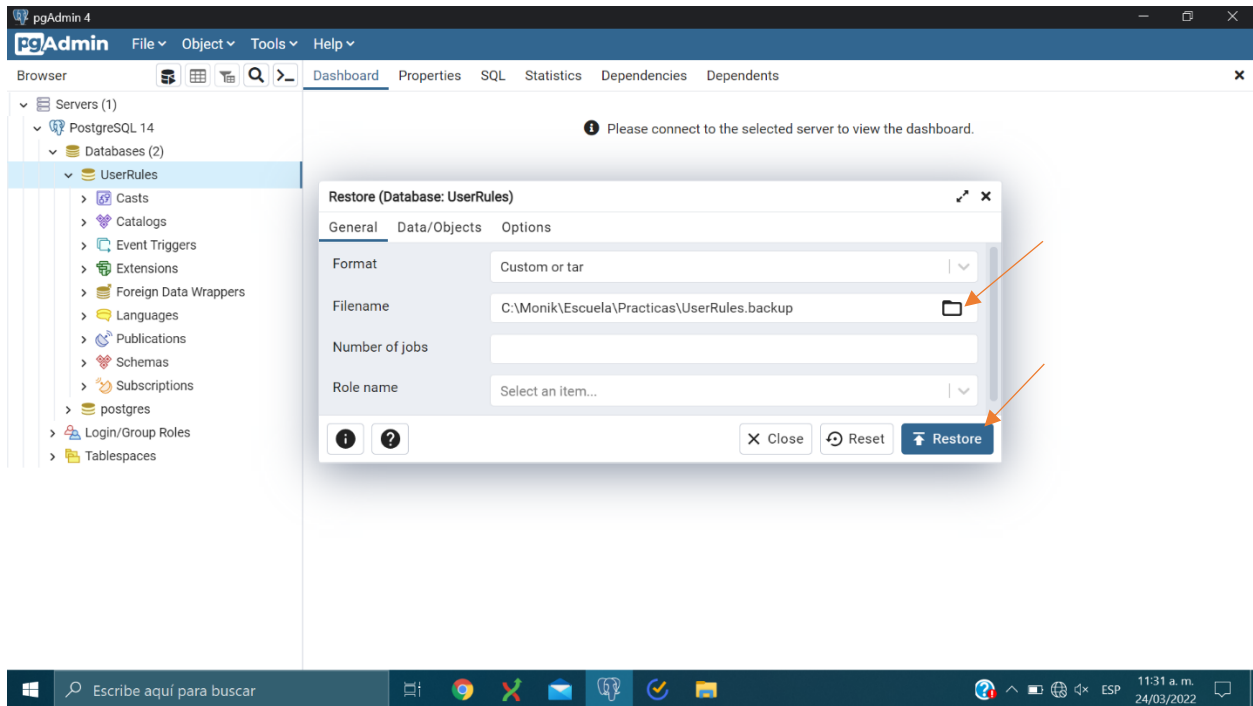 pgAdmin 4
pgAdmin File Object Tools Help
Browser
Dashboard Properties SQL Statistics Dependencies Dependents
Servers (1)
PostgreSQL 14
Databases (2)
UserRules
Casts
Catalogs
Event Triggers
Extensions
Foreign Data Wrappers
Languages
Publications
Schemas
Subscriptions
postgres
Login/Group Roles
Tablespaces
Please connect to the selected server to view the dashboard.
Restore (Database: UserRules)
General Data/Objects Options
Format
Custom or tar
Filename
C:\Monik\Escuela\Practicas\UserRules.backup
Number of jobs
Role name
Select an item...
Close Reset Restore
Escribe aquí para buscar
ESP
11:31 a. m.
24/03/2022